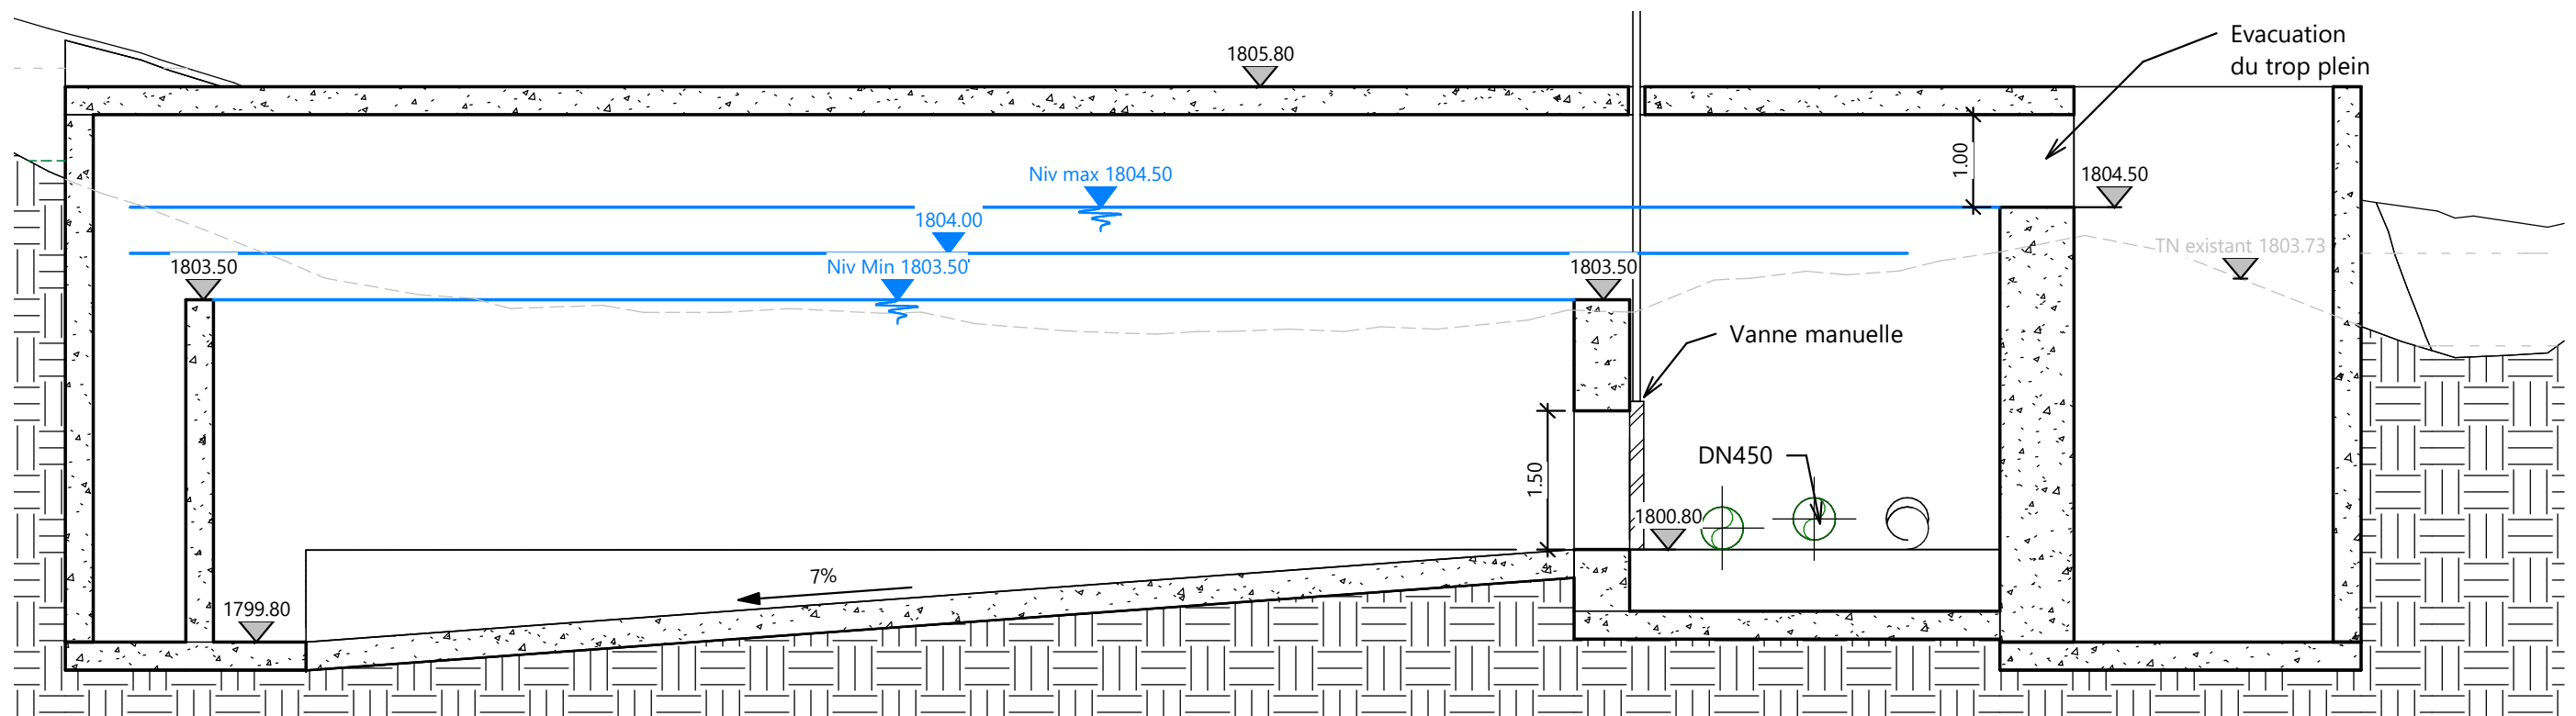 Evacuation
du trop plein
1805.80
Niv max 1804.50
1.00
1804.50
1804.00
TN existant 1803.73
1803.50
Niv Min 1803.50
1803.50
Vanne manuelle
DN450
1.50
1800.80
7%
1799.80